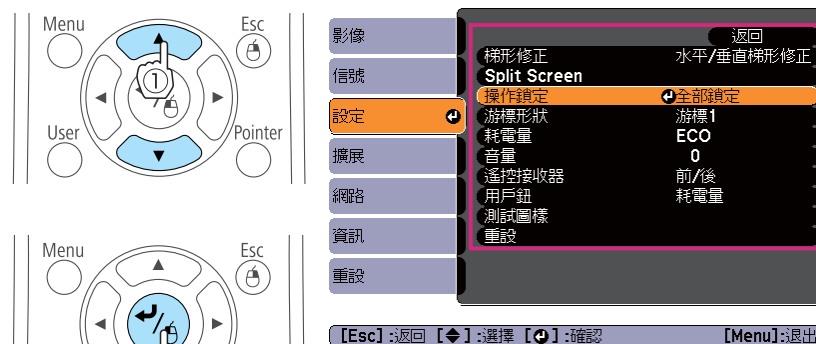 Menu
Esc
①
User
Pointer
Menu
Esc
影像
信號
設定
擴展
網路
資訊
重設
返回
梯形修正 水平/垂直梯形修正
Split Screen
操作鎖定 全部鎖定
游標形狀 游標1
耗電量 ECO
音量 0
遙控接收器 前/後
用戶鈕 耗電量
測試圖樣
重設
[Esc]:返回 [◆]:選擇 [⏎]:確認 [Menu]:退出